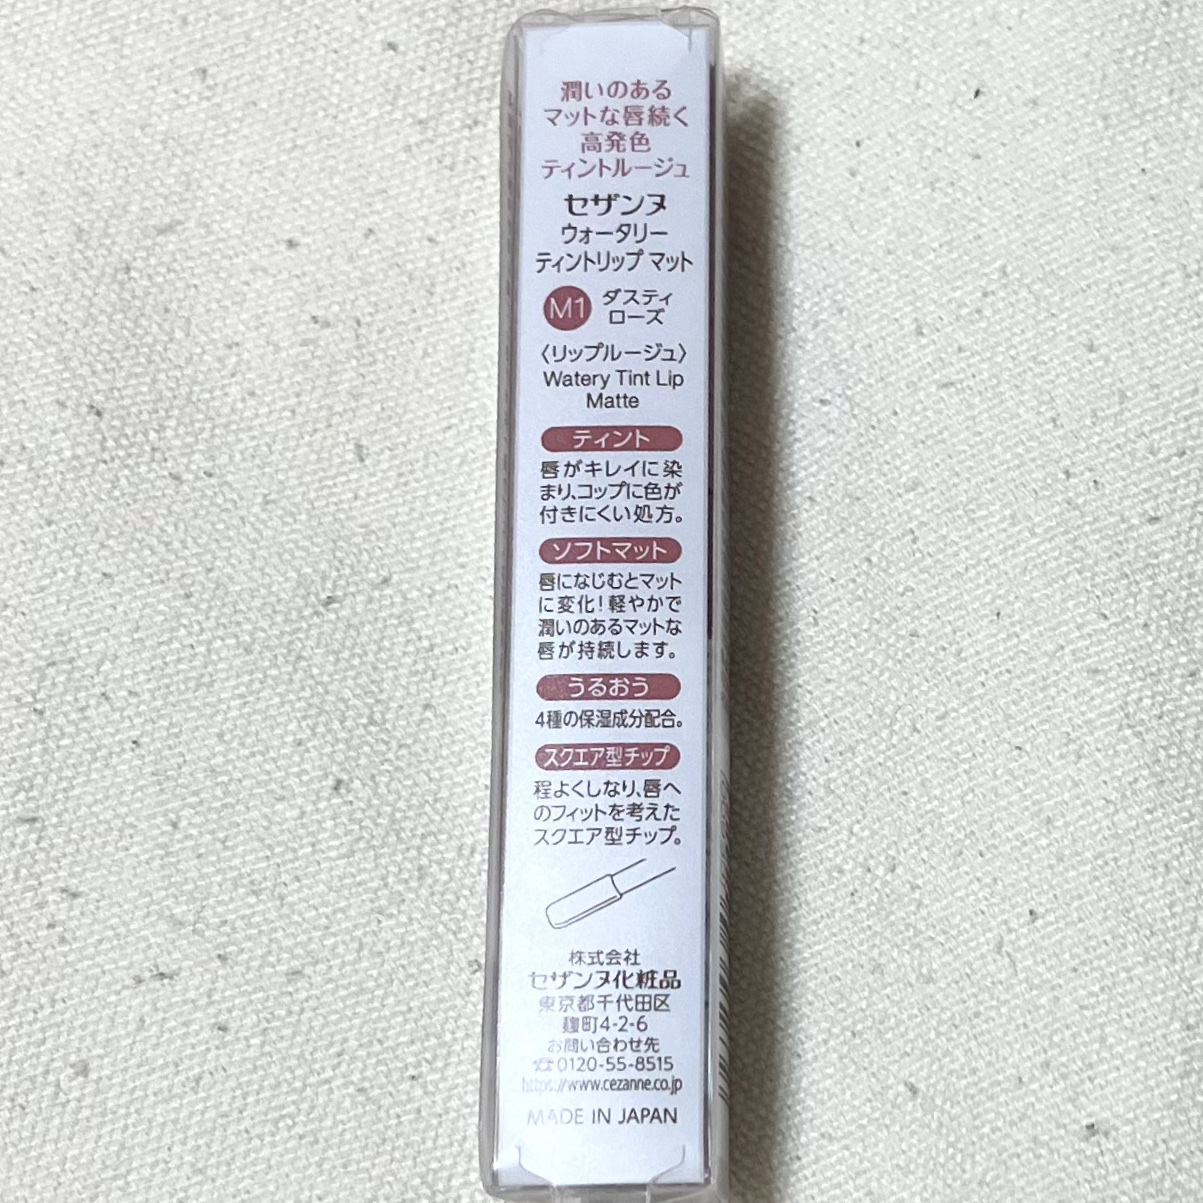 潤いのある
マットな唇続く
高発色
ティントルージュ
セザンヌ
ウォータリー
ティントリップ マット
M1 ダスティ
ローズ
〈リップルージュ〉
Watery Tint Lip
Matte
ティント
唇がキレイに染
まり、コップに色が
付きにくい処方。
ソフトマット
唇になじむとマット
に変化！軽やかで
潤いのあるマットな
唇が持続します。
うるおう
4種の保湿成分配合。
スクエア型チップ
程よくしなり、唇へ
のフィットを考えた
スクエア型チップ。
株式会社
セザンヌ化粧品
東京都千代田区
麹町4-2-6
お問い合わせ先
☎0120-55-8515
https://www.cezanne.co.jp
MADE IN JAPAN